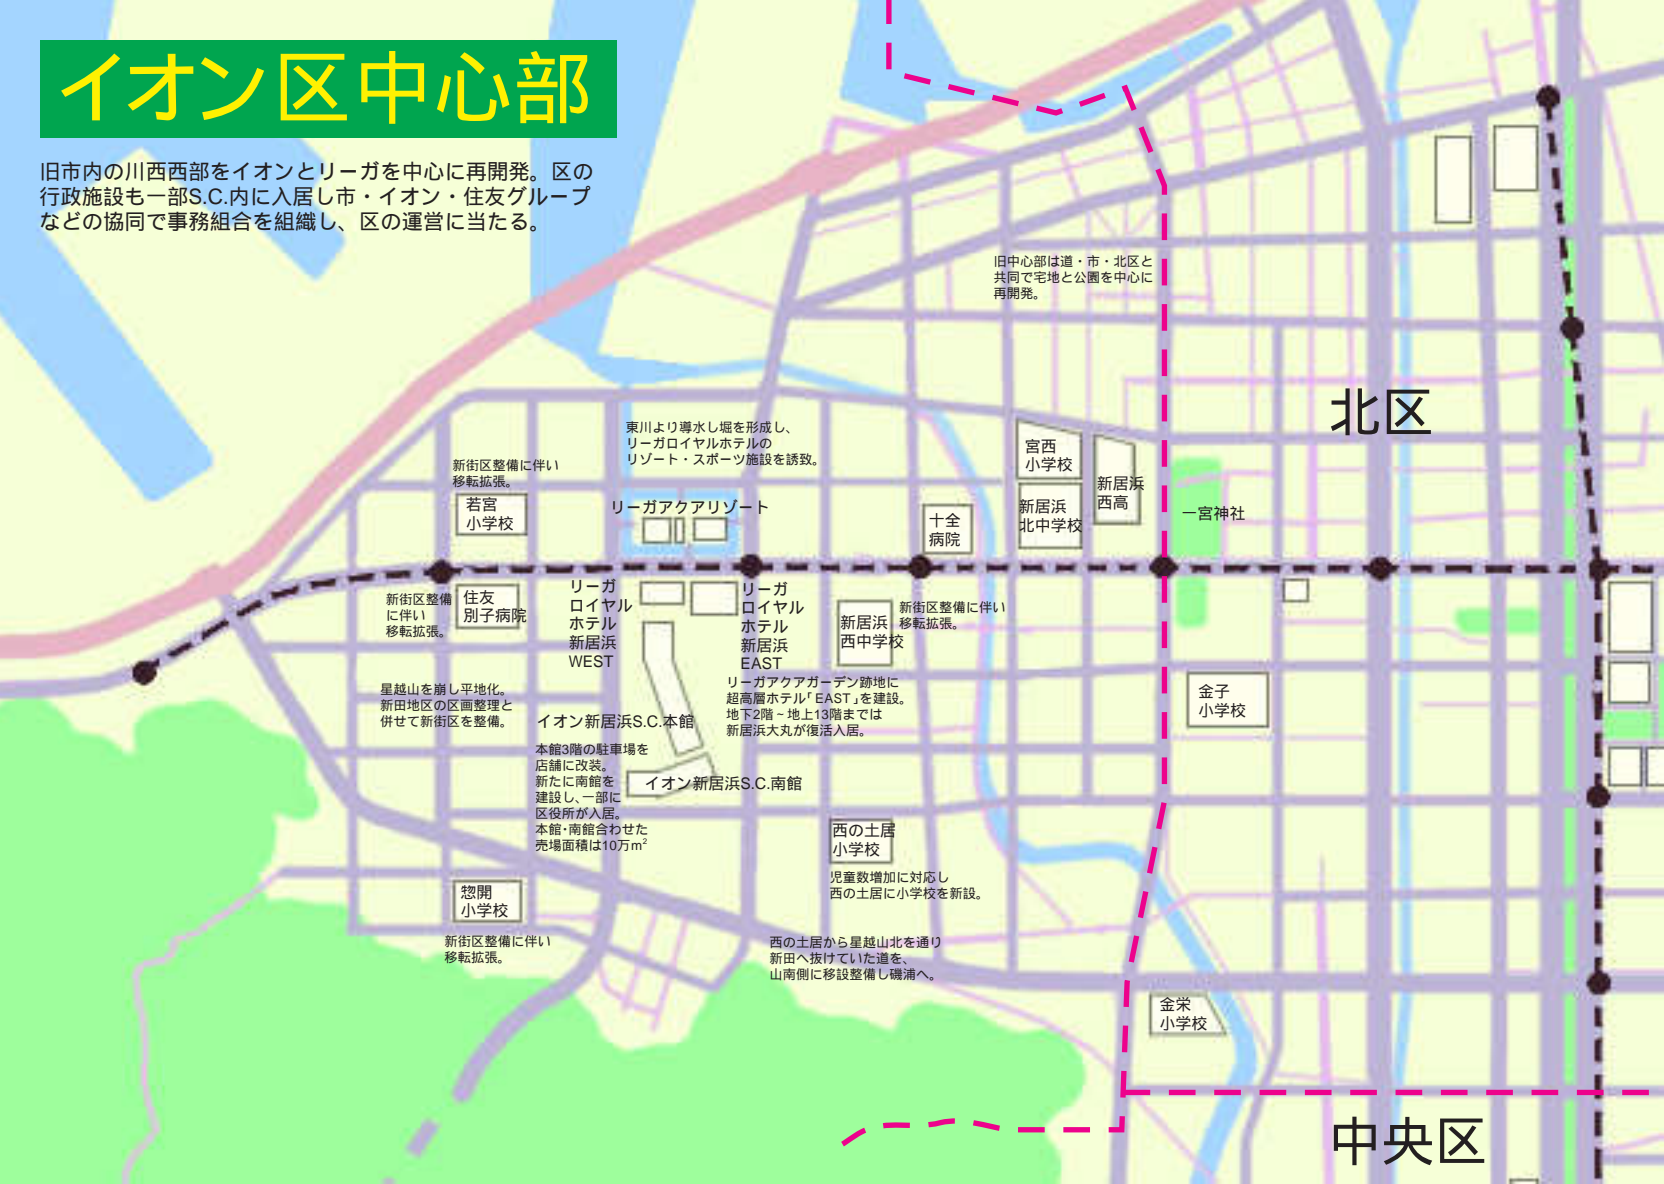 イオン区中心部
旧市内の川西西部をイオンとリーガを中心に再開発。区の
行政施設も一部S.C.内に入居し市・イオン・住友グループ
などの協同で事務組合を組織し、区の運営に当たる。
旧中心部は道・市・北区と
共同で宅地と公園を中心に
再開発。
北区
東川より導水し堀を形成し、
リーガロイヤルホテルの
リゾート・スポーツ施設を誘致。
新街区整備に伴い
移転拡張。
若宮
小学校
リーガアクアリゾート
十全
病院
宮西
小学校
新居浜
北中学校
新居浜
西高
一宮神社
新街区整備
に伴い
移転拡張。
住友
別子病院
リーガ
ロイヤル
ホテル
新居浜
WEST
リーガ
ロイヤル
ホテル
新居浜
EAST
新居浜
西中学校
新街区整備に伴い
移転拡張。
リーガアクアガーデン跡地に
超高層ホテル「EAST」を建設。
地下2階~地上13階までは
新居浜大丸が復活入居。
星越山を崩し平地化。
新田地区の区画整理と
併せて新街区を整備。
イオン新居浜S.C.本館
本館3階の駐車場を
店舗に改装。
新たに南館を
建設し、一部に
区役所が入居。
本館・南館合わせた
売場面積は10万m²
イオン新居浜S.C.南館
金子
小学校
西の土居
小学校
児童数増加に対応し
西の土居に小学校を新設。
惣開
小学校
新街区整備に伴い
移転拡張。
西の土居から星越山北を通り
新田へ抜けていた道を、
山南側に移設整備し磯浦へ。
金栄
小学校
中央区